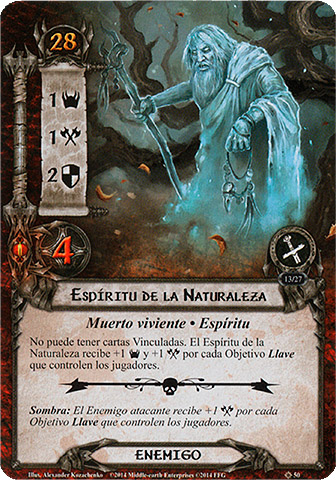 28
1
1
2
4
13/27
Espíritu de la Naturaleza
Muerto viviente • Espíritu
No puede tener cartas Vinculadas. El Espíritu de la
Naturaleza recibe +1 y +1 por cada Objetivo Llave
que controlen los jugadores.
Sombra: El Enemigo atacante recibe +1 por cada
Objetivo Llave que controlen los jugadores.
ENEMIGO
Illus. Alexander Kozachenko ©2014 Middle-earth Enterprises ©2014 FFG
50